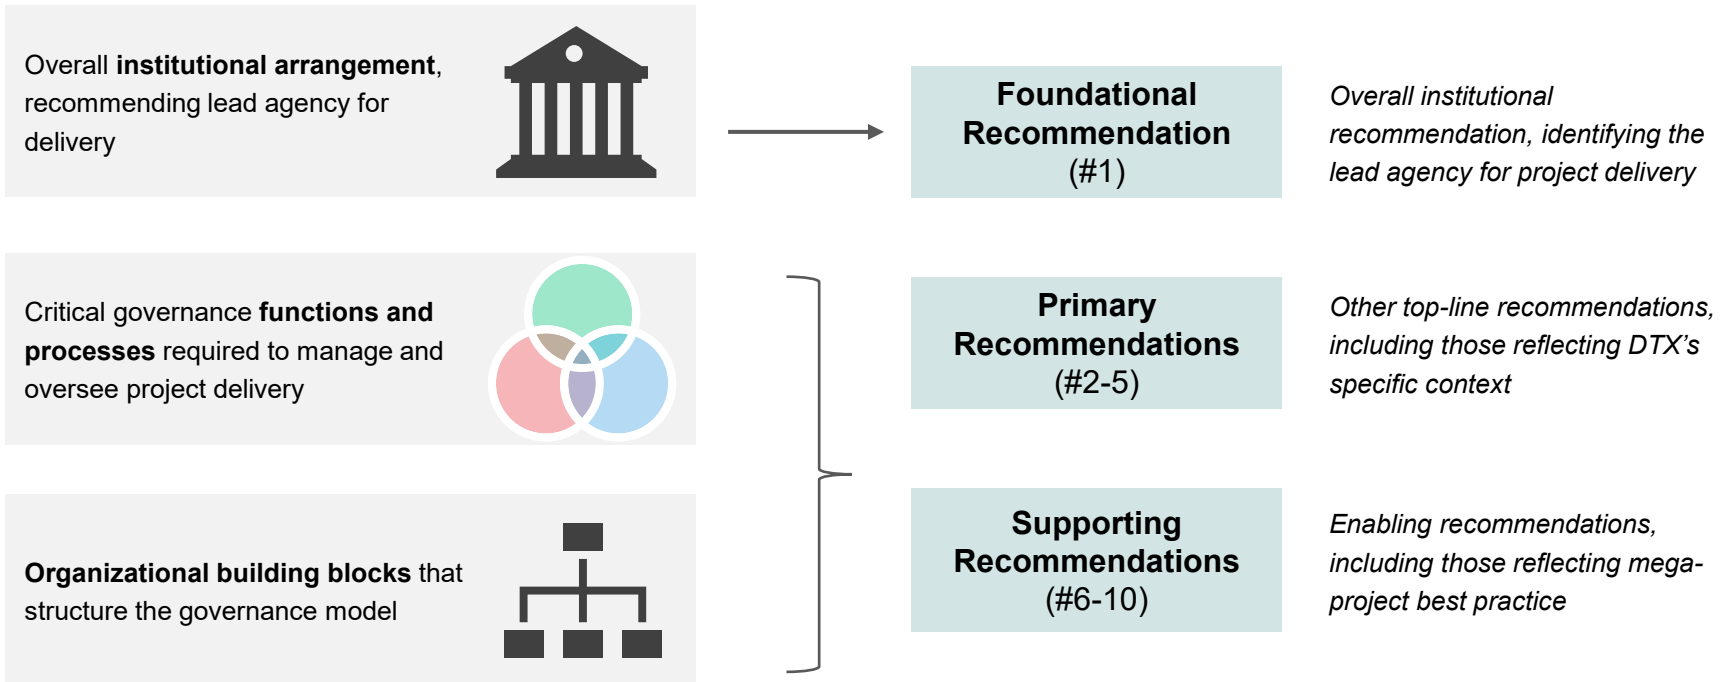 Overall institutional arrangement,
recommending lead agency for
delivery
Foundational
Recommendation
(#1)
Overall institutional
recommendation, identifying the
lead agency for project delivery
Critical governance functions and
processes required to manage and
oversee project delivery
Primary
Recommendations
(#2-5)
Other top-line recommendations,
including those reflecting DTX’s
specific context
Organizational building blocks that
structure the governance model
Supporting
Recommendations
(#6-10)
Enabling recommendations,
including those reflecting mega-
project best practice